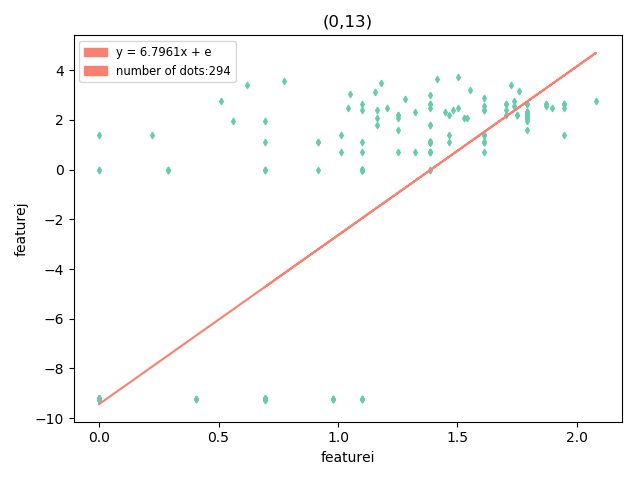 (0,13)
y = 6.7961x + e
number of dots:294
featurej
4
2
0
−2
−4
−6
−8
−10
0.0 0.5 1.0 1.5 2.0
featurei